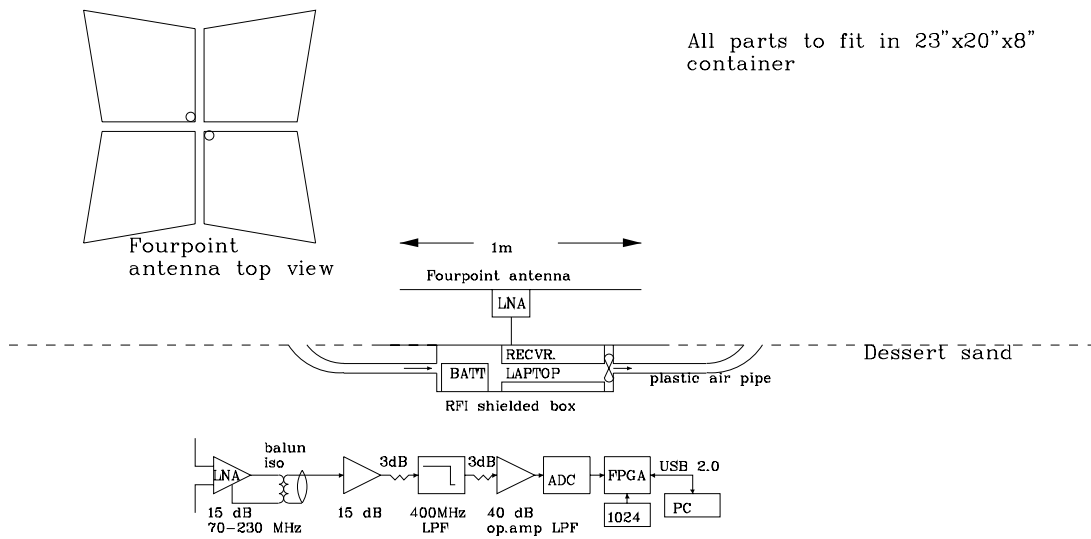 All parts to fit in 23"x20"x8"
container
Fourpoint
antenna top view
1m
Fourpoint antenna
LNA
RECVR.
BATT
LAPTOP
Dessert sand
plastic air pipe
RFI shielded box
balun
iso
LNA
3dB
3dB
ADC
FPGA
USB 2.0
PC
1024
15 dB
70-230 MHz
15 dB
400MHz
LPF
40 dB
op.amp LPF